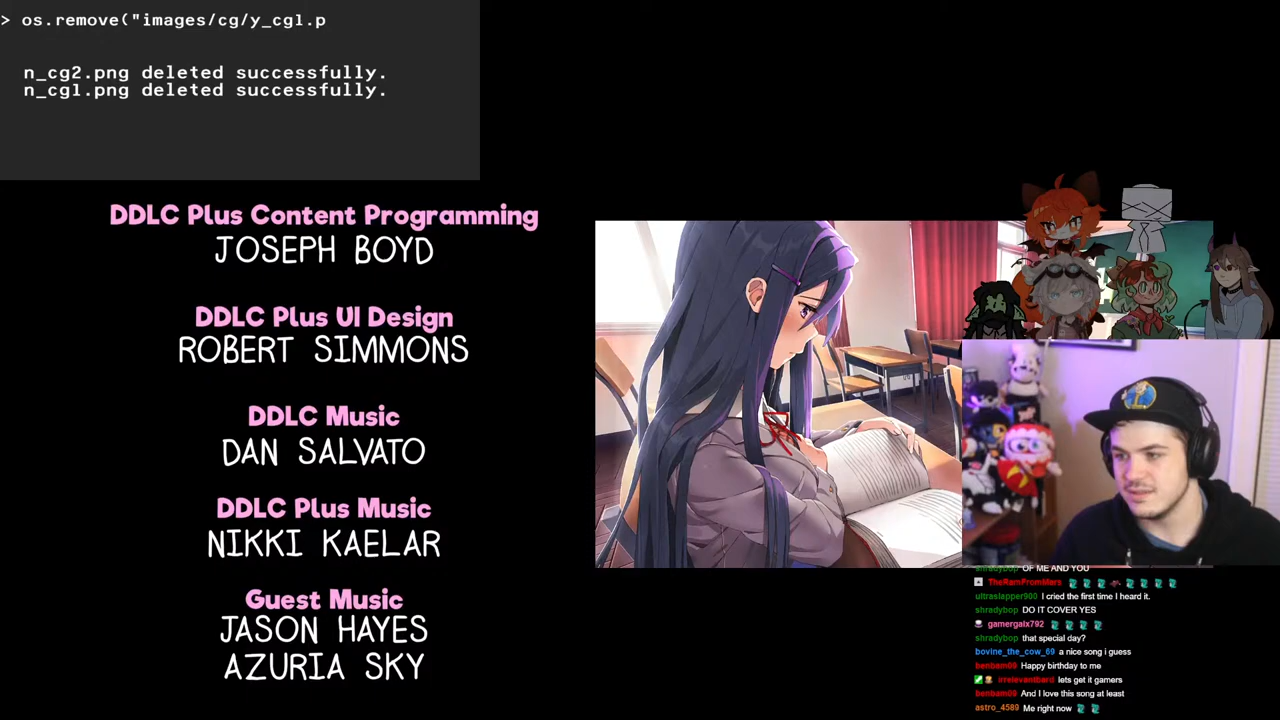 > os.remove("images/cg/y_cg1.p
n_cg2.png deleted successfully.
n_cg1.png deleted successfully.
DDLC Plus Content Programming
JOSEPH BOYD
DDLC Plus UI Design
ROBERT SIMMONS
DDLC Music
DAN SALVATO
DDLC Plus Music
NIKKI KAELAR
Guest Music
JASON HAYES
AZURIA SKY
shradybop OF ME AND YOU
TheRamFromMars
ultraslapper900 I cried the first time I heard it.
shradybop DO IT COVER YES
gamergalx792
shradybop that special day?
bovine_the_cow_69 a nice song i guess
benbam09 Happy birthday to me
irrelevantbard lets get it gamers
benbam09 And I love this song at least
astro_4589 Me right now